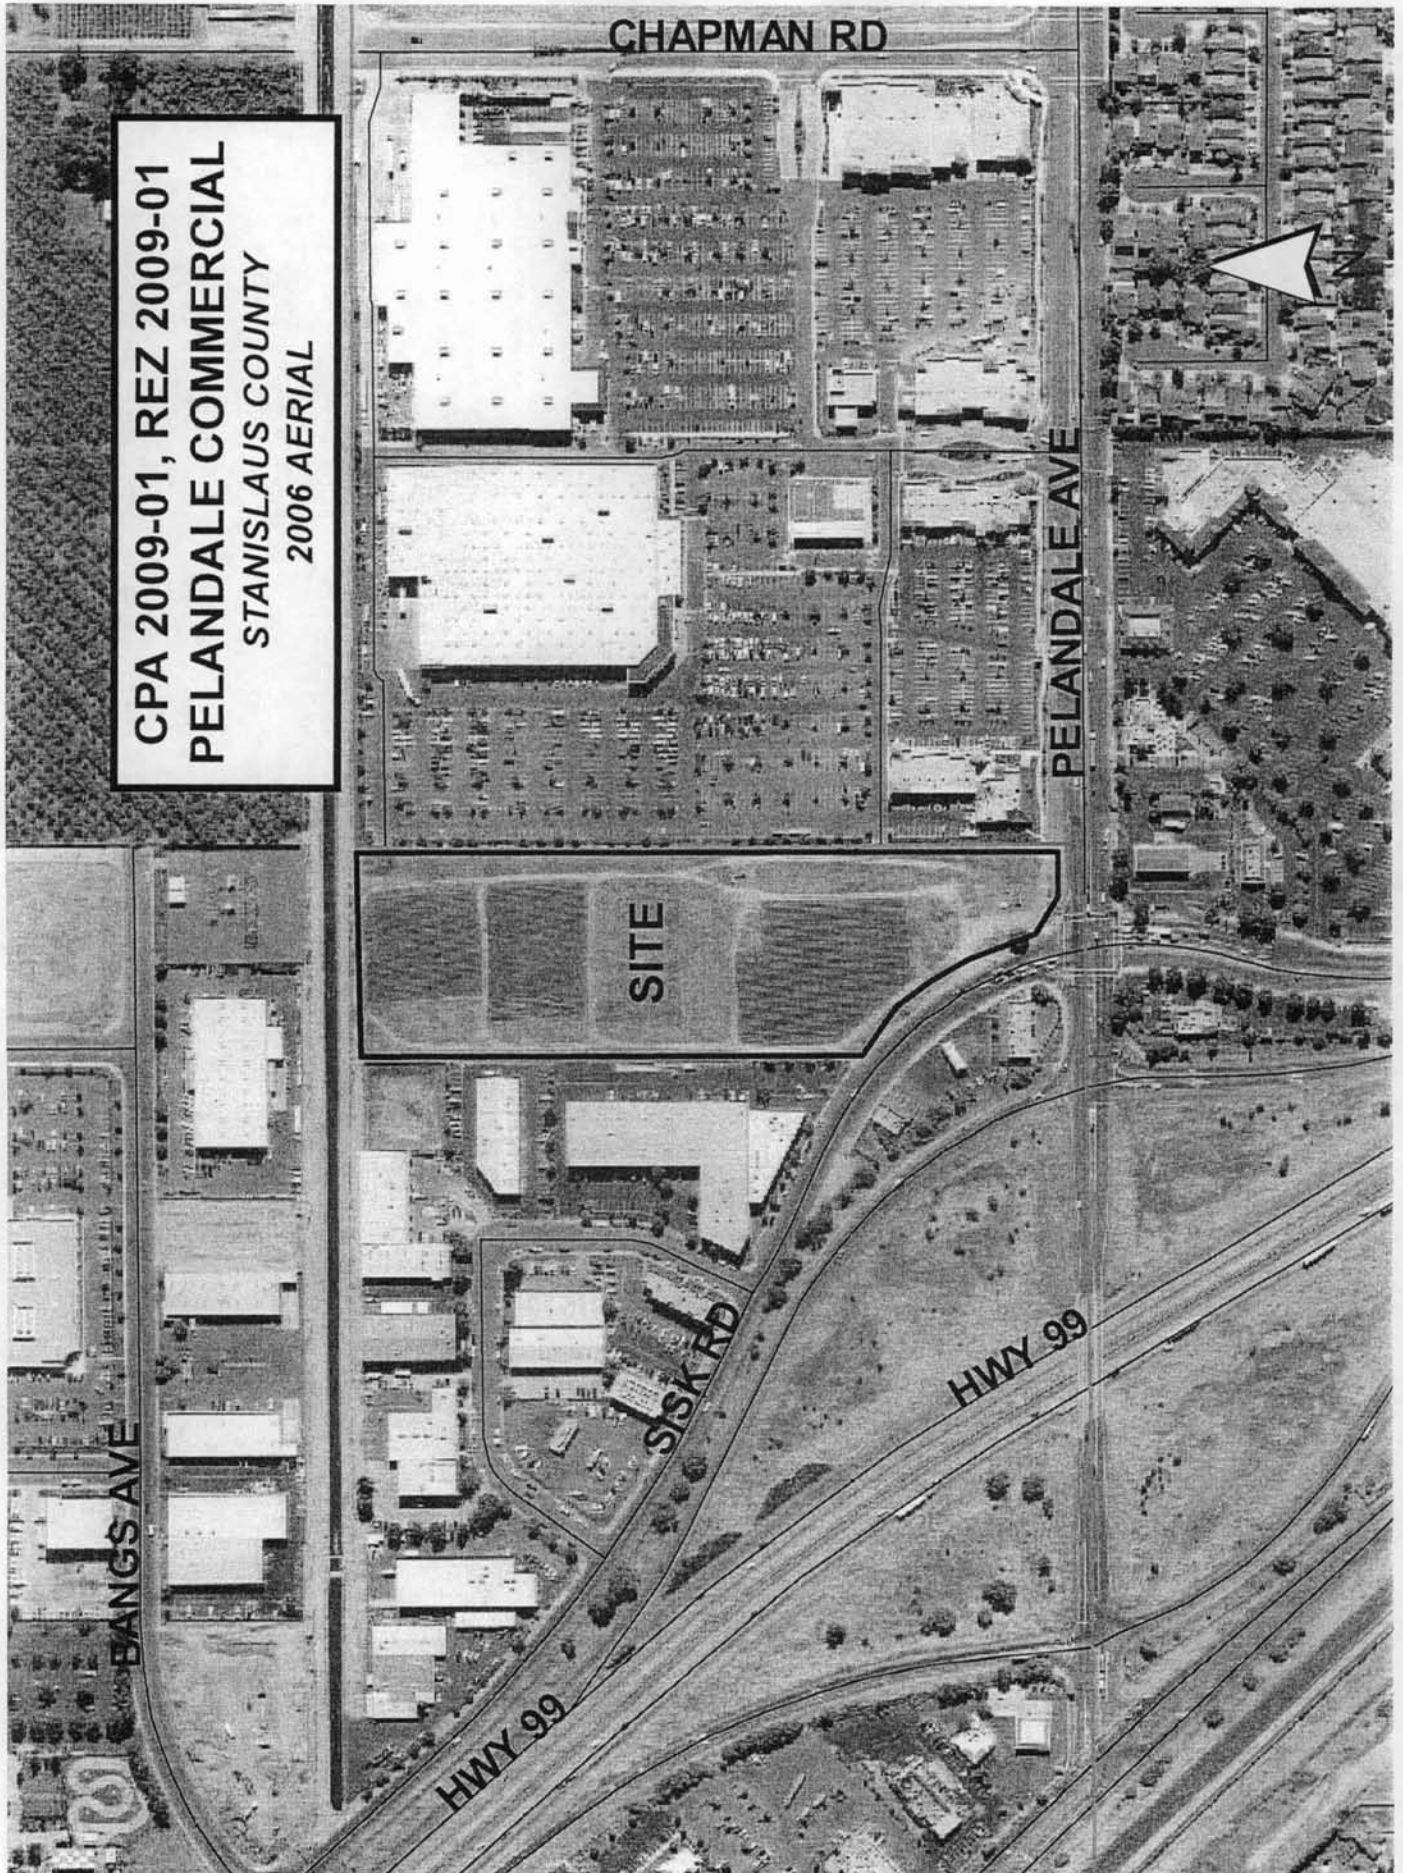 CPA 2009-01, REZ 2009-01
PELANDALE COMMERCIAL
STANISLAUS COUNTY
2006 AERIAL
CHAPMAN RD
PELANDALE AVE
N
SITE
SISK RD
HWY 99
HWY 99
BANGS AVE